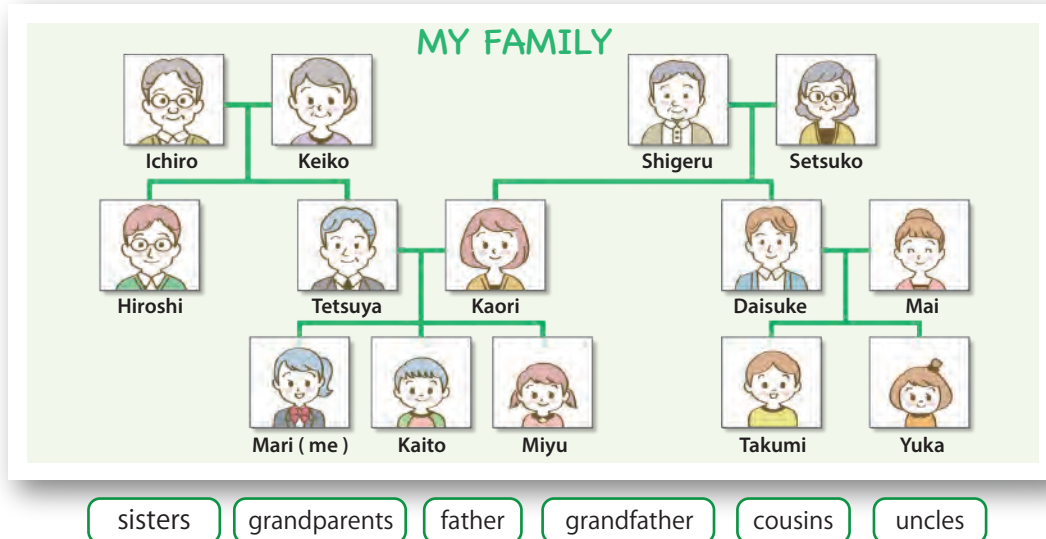 MY FAMILY
Ichiro Keiko Shigeru Setsuko
Hiroshi Tetsuya Kaori Daisuke Mai
Mari ( me ) Kaito Miyu Takumi Yuka
sisters grandparents father grandfather cousins uncles